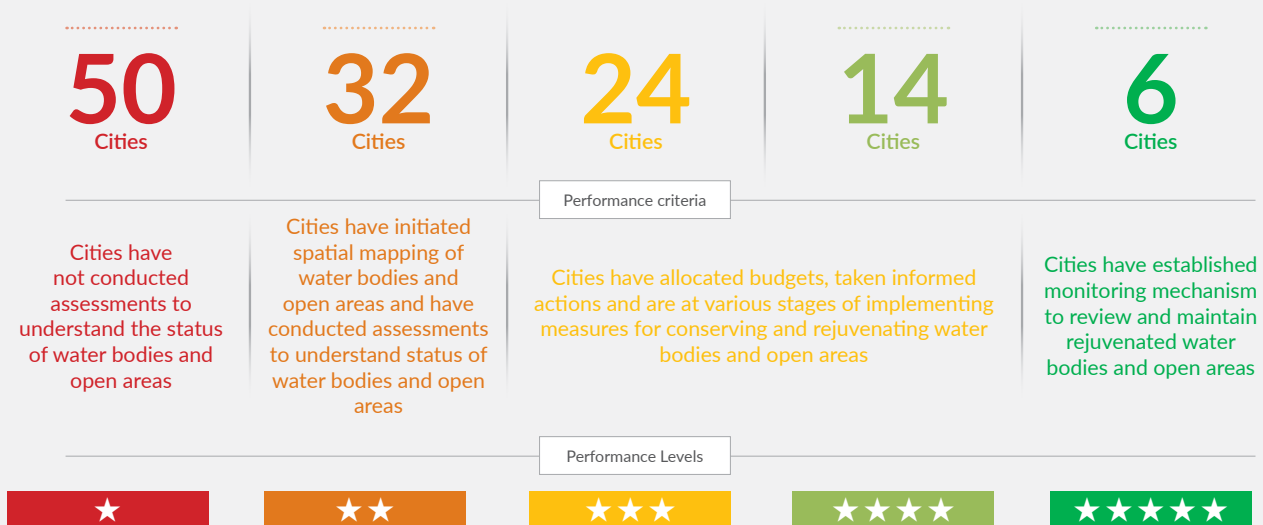 50
Cities
32
Cities
24
Cities
14
Cities
6
Cities
Performance criteria
Cities have
not conducted
assessments to
understand the status
of water bodies and
open areas
Cities have initiated
spatial mapping of
water bodies and
open areas and have
conducted assessments
to understand status of
water bodies and open
areas
Cities have allocated budgets, taken informed
actions and are at various stages of implementing
measures for conserving and rejuvenating water
bodies and open areas
Cities have established
monitoring mechanism
to review and maintain
rejuvenated water
bodies and open areas
Performance Levels